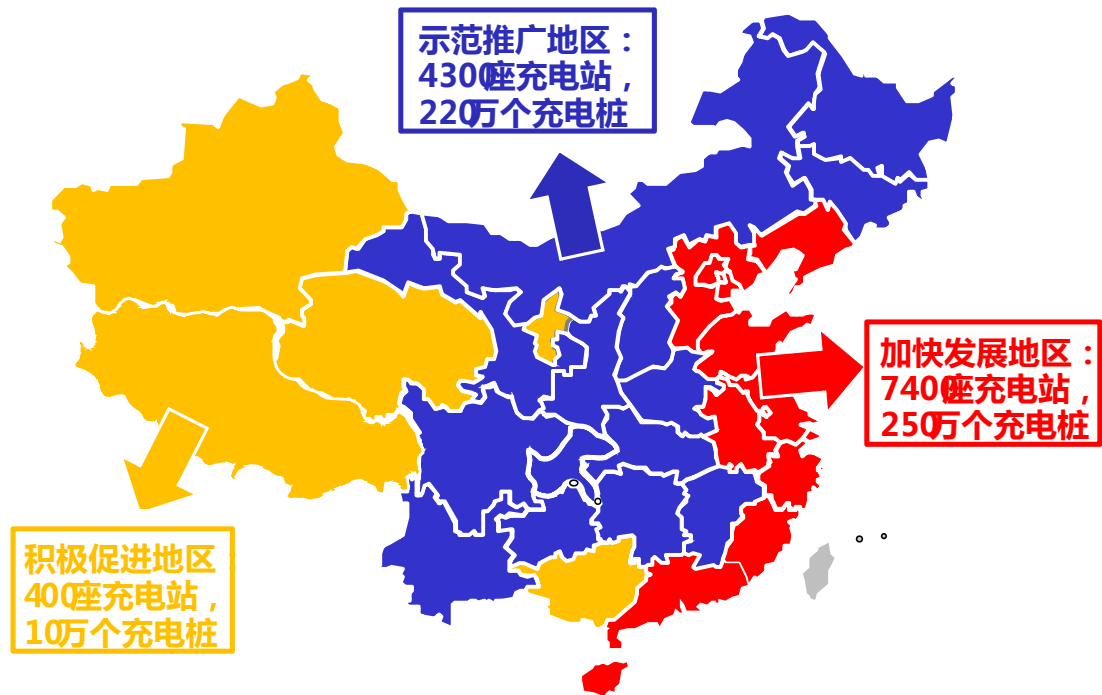 示范推广地区：
4300座充电站，
220万个充电桩
加快发展地区：
7400座充电站，
250万个充电桩
积极促进地区
400座充电站，
10万个充电桩